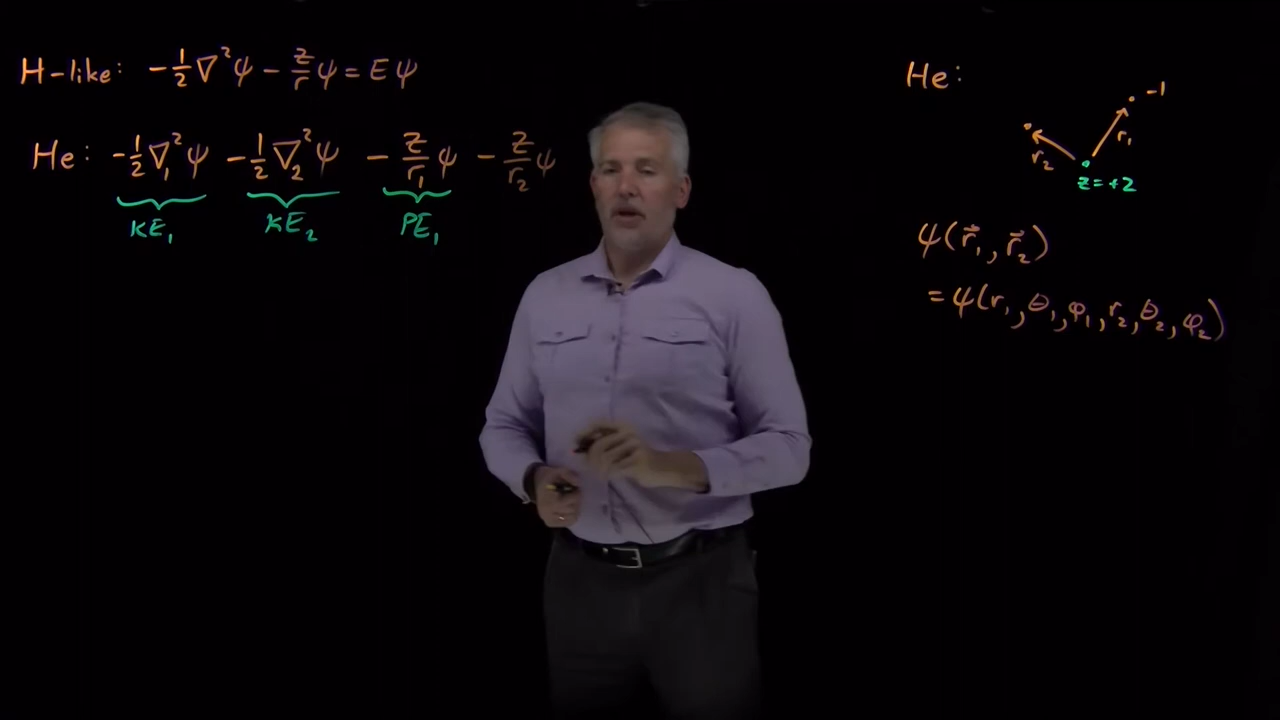 H-like: -½∇²ψ - z/r ψ = Eψ
He: -½∇₁²ψ -½∇₂²ψ - z/r₁ ψ - z/r₂ ψ
KE₁ KE₂ PE₁
He:
-1
r₁
r₂
z=+2
ψ(r⃗₁, r⃗₂)
=ψ(r₁, θ₁, φ₁, r₂, θ₂, φ₂)